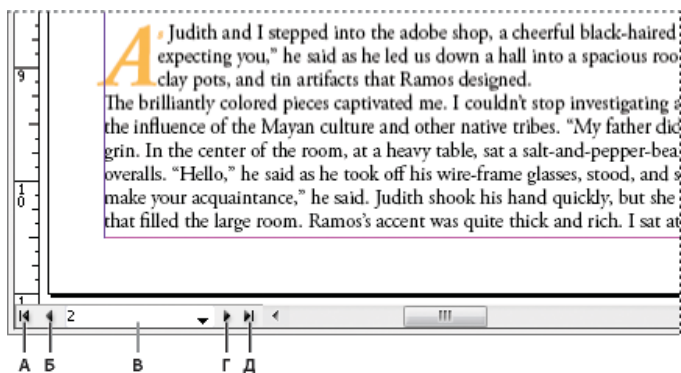 A Judith and I stepped into the adobe shop, a cheerful black-haired
expecting you,” he said as he led us down a hall into a spacious roo
clay pots, and tin artifacts that Ramos designed.
The brilliantly colored pieces captivated me. I couldn’t stop investigating a
the influence of the Mayan culture and other native tribes. “My father dic
grin. In the center of the room, at a heavy table, sat a salt-and-pepper-bea
overalls. “Hello,” he said as he took off his wire-frame glasses, stood, and s
make your acquaintance,” he said. Judith shook his hand quickly, but she
that filled the large room. Ramos’s accent was quite thick and rich. I sat at
9
10
1
2
А Б В Г Д